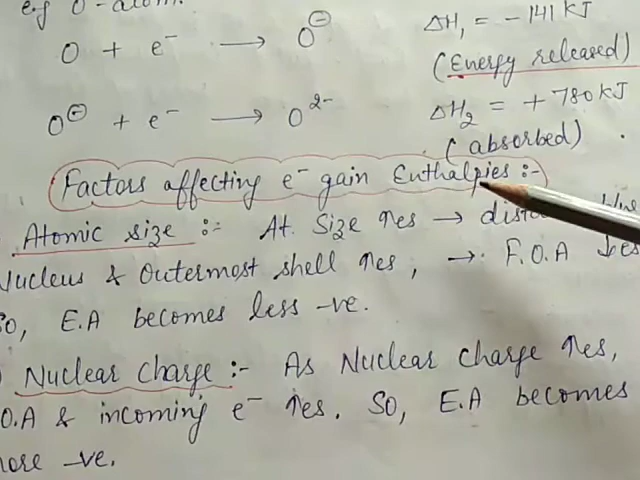 e.g O-atom.
O + e⁻ ⟶ O⊖ ΔH₁ = -141 KJ
(Energy released)
O⊖ + e⁻ ⟶ O²⁻ ΔH₂ = +780 KJ
(absorbed)
Factors affecting e⁻ gain Enthalpies :-
Atomic size :- At. Size ↑es →
Nucleus & Outermost shell ↑es, → F.O.A ↓es
So, E.A becomes less -ve.
Nuclear Charge :- As Nuclear charge ↑es,
O.A & incoming e⁻ ↑es. So, E.A becomes
more -ve.